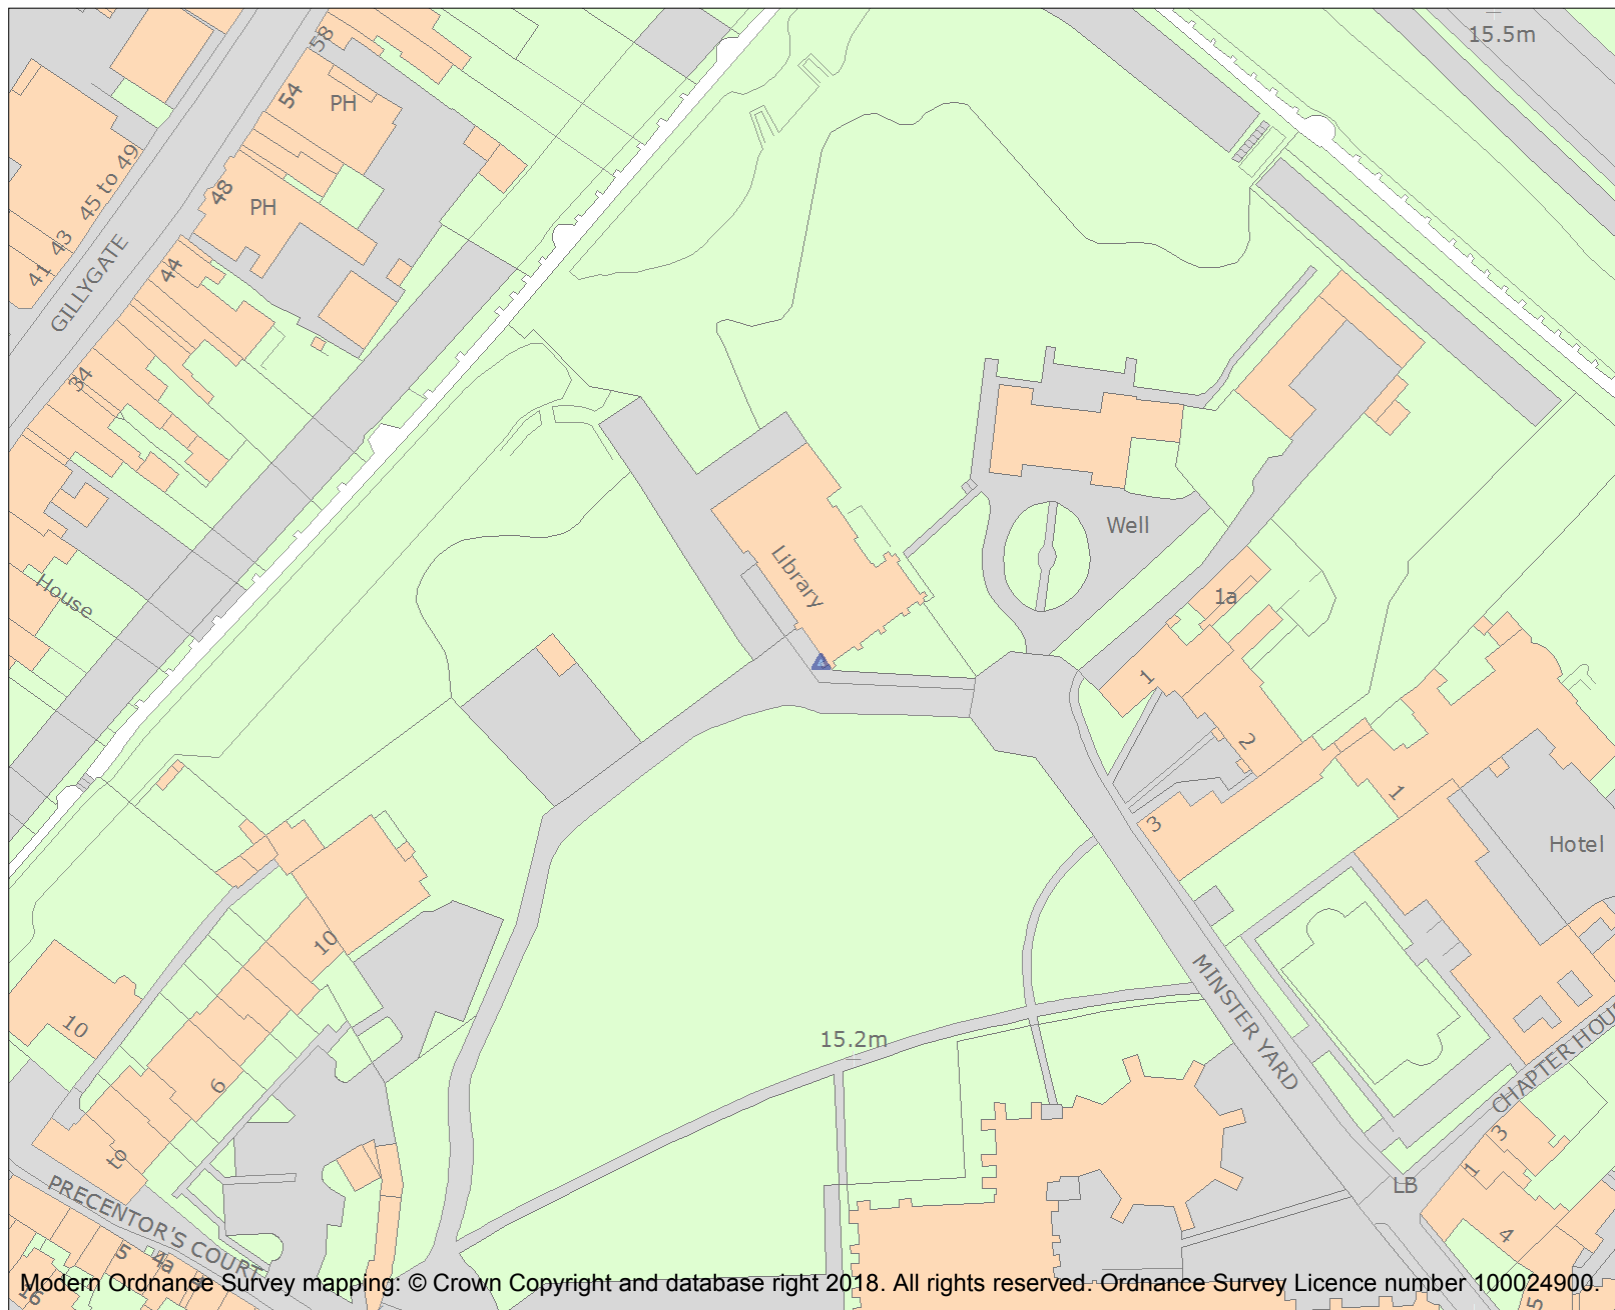 15.5m
58
54
PH
45 to 49
48
PH
43
41
GILLYGATE
44
34
House
Library
Well
1a
1
2
1
3
Hotel
10
MINSTER YARD
10
15.2m
9
CHAPTER HOU
3
1
LB
PRECENTOR'S COURT
4
5
4a
16
5
Modern Ordnance Survey mapping: © Crown Copyright and database right 2018. All rights reserved. Ordnance Survey Licence number 100024900.